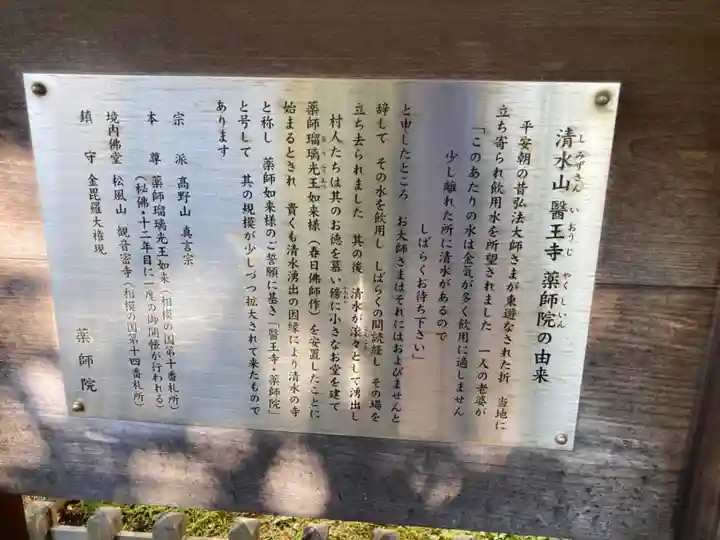 清水山 醫王寺 薬師院の由来
しみずさん いおうじ やくしいん
平安朝の昔弘法大師さまが東遊なされた折 当地に
立ち寄られ飲用水を所望されました 一人の老婆が
「このあたりの水は金気が多く飲用に適しません
少し離れた所に清水があるので
しばらくお待ち下さい」
と申したところ お大師さまはそれにはおよびませんと
辞して その水を飲用し しばらくの間読経し その場を
立ち去られました 其の後 清水が滾々として湧出し
村人たちは其のお徳を慕い傍に小さなお堂を建て
薬師瑠璃光王如来様（春日佛師作）を安置したことに
始まるとされ 貴くも清水湧出の因縁により清水の寺
と称し 薬師如来様のご誓願に基き「醫王寺・薬師院」
と号して 其の規模が少しづつ拡大されて来たもので
あります
宗 派 高野山 真言宗
本 尊 薬師瑠璃光王如来（相模の国第十番札所）
（秘佛・十二年目に一度の御開帳が行われる）
境内佛堂 松風山 観音密寺（相模の国第十四番札所）
鎮 守 金毘羅大権現
薬師院